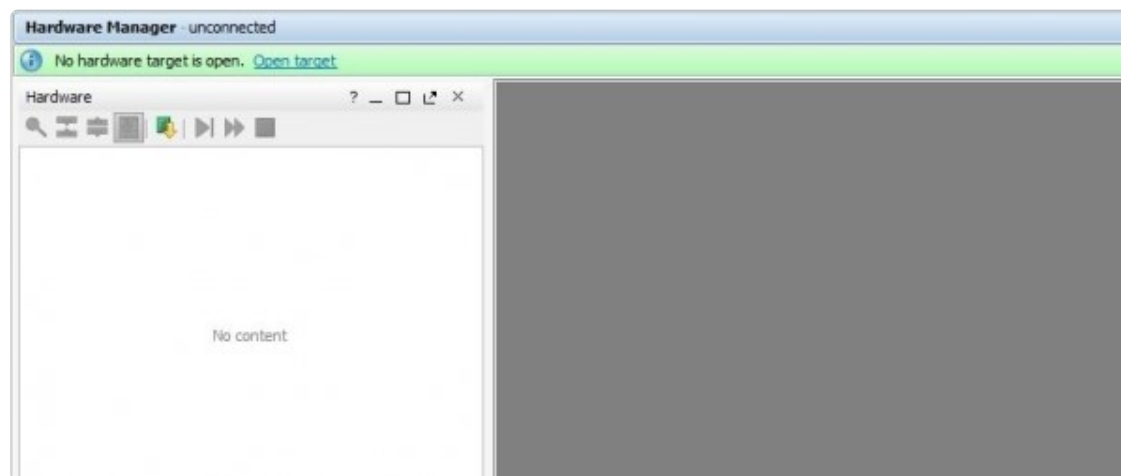 Hardware Manager - unconnected
No hardware target is open. Open target
Hardware
No content